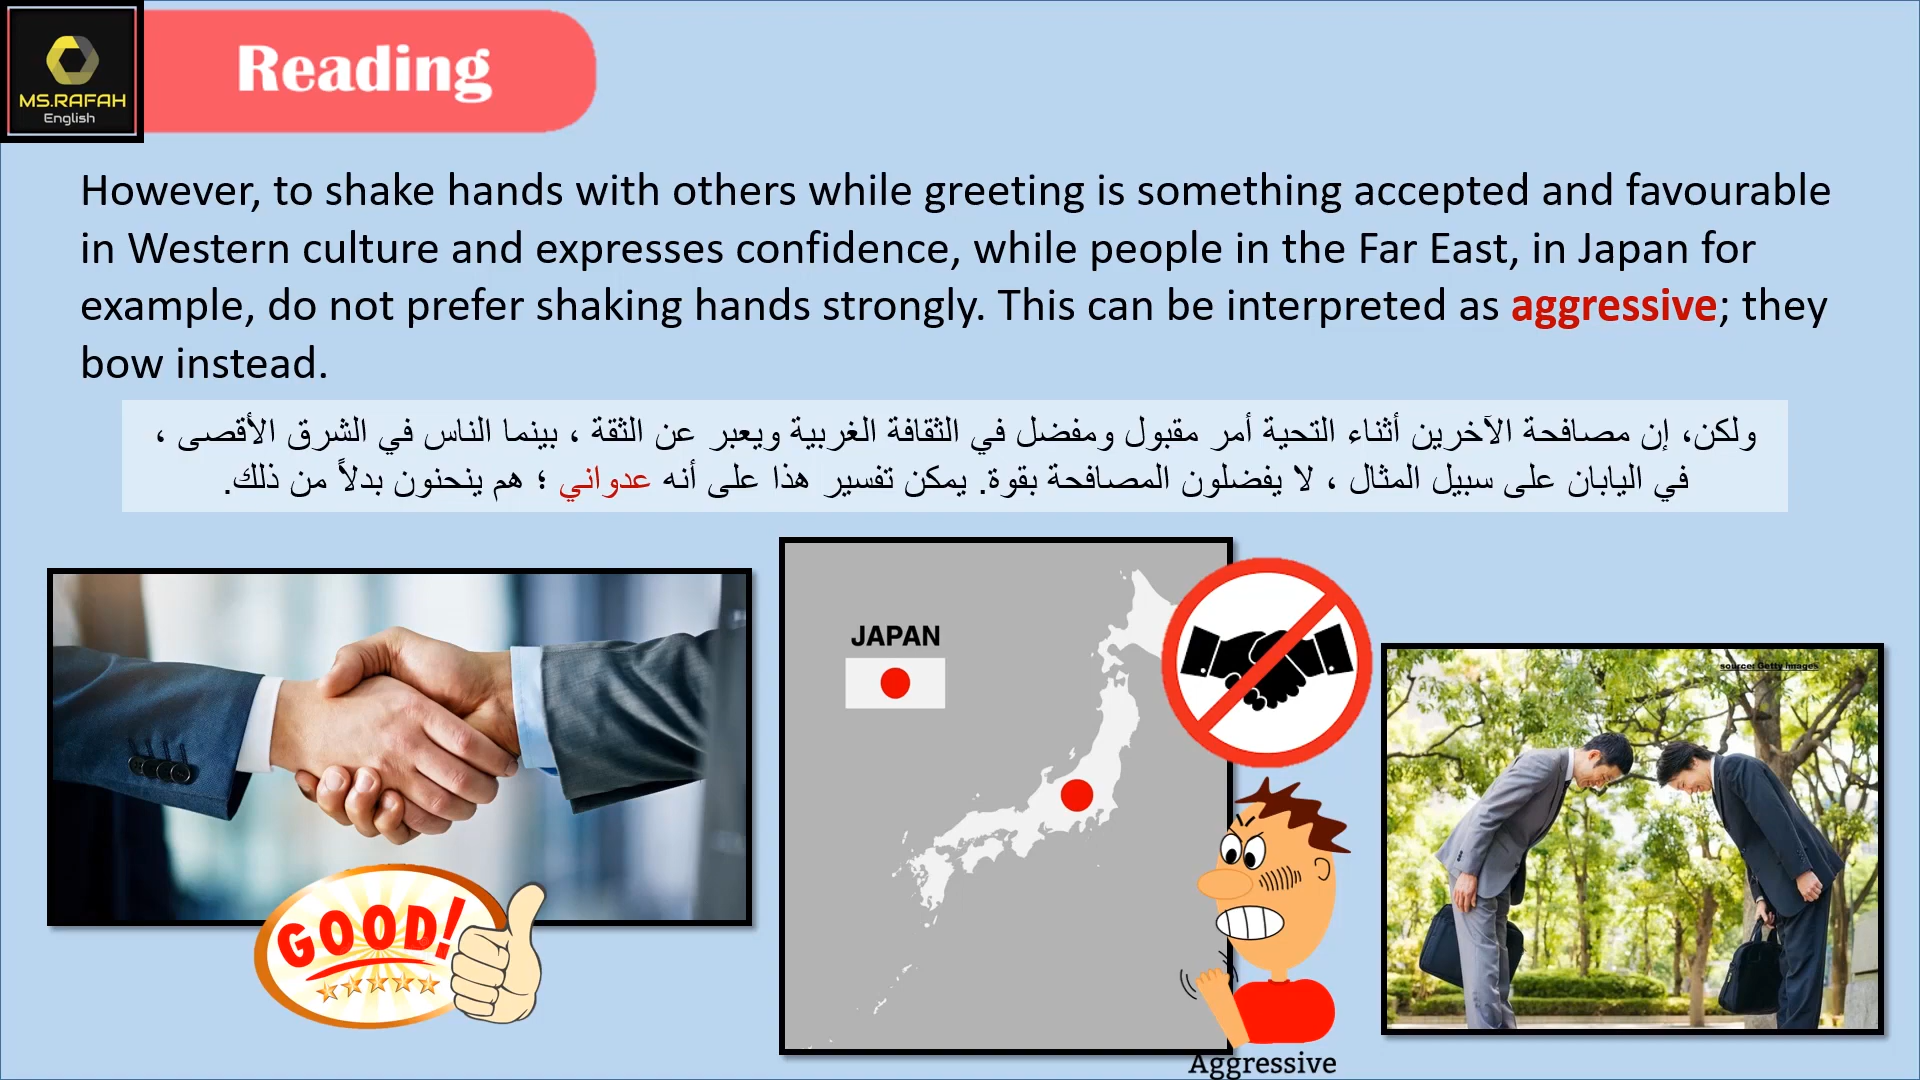 MS.RAFAH
English
Reading
However, to shake hands with others while greeting is something accepted and favourable
in Western culture and expresses confidence, while people in the Far East, in Japan for
example, do not prefer shaking hands strongly. This can be interpreted as aggressive; they
bow instead.
ولكن، إن مصافحة الآخرين أثناء التحية أمر مقبول ومفضل في الثقافة الغربية ويعبر عن الثقة ، بينما الناس في الشرق الأقصى ،
في اليابان على سبيل المثال ، لا يفضلون المصافحة بقوة. يمكن تفسير هذا على أنه عدواني ؛ هم ينحنون بدلاً من ذلك.
JAPAN
source: Getty Images
GOOD!
Aggressive